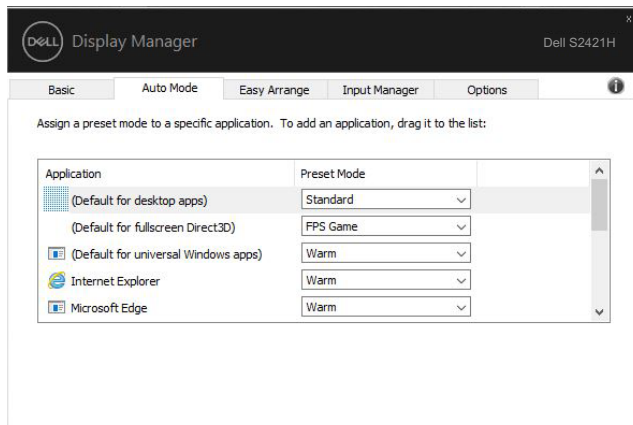 DELL Display Manager
Dell S2421H
Basic Auto Mode Easy Arrange Input Manager Options
Assign a preset mode to a specific application. To add an application, drag it to the list:
Application Preset Mode
(Default for desktop apps) Standard
(Default for fullscreen Direct3D) FPS Game
(Default for universal Windows apps) Warm
Internet Explorer Warm
Microsoft Edge Warm